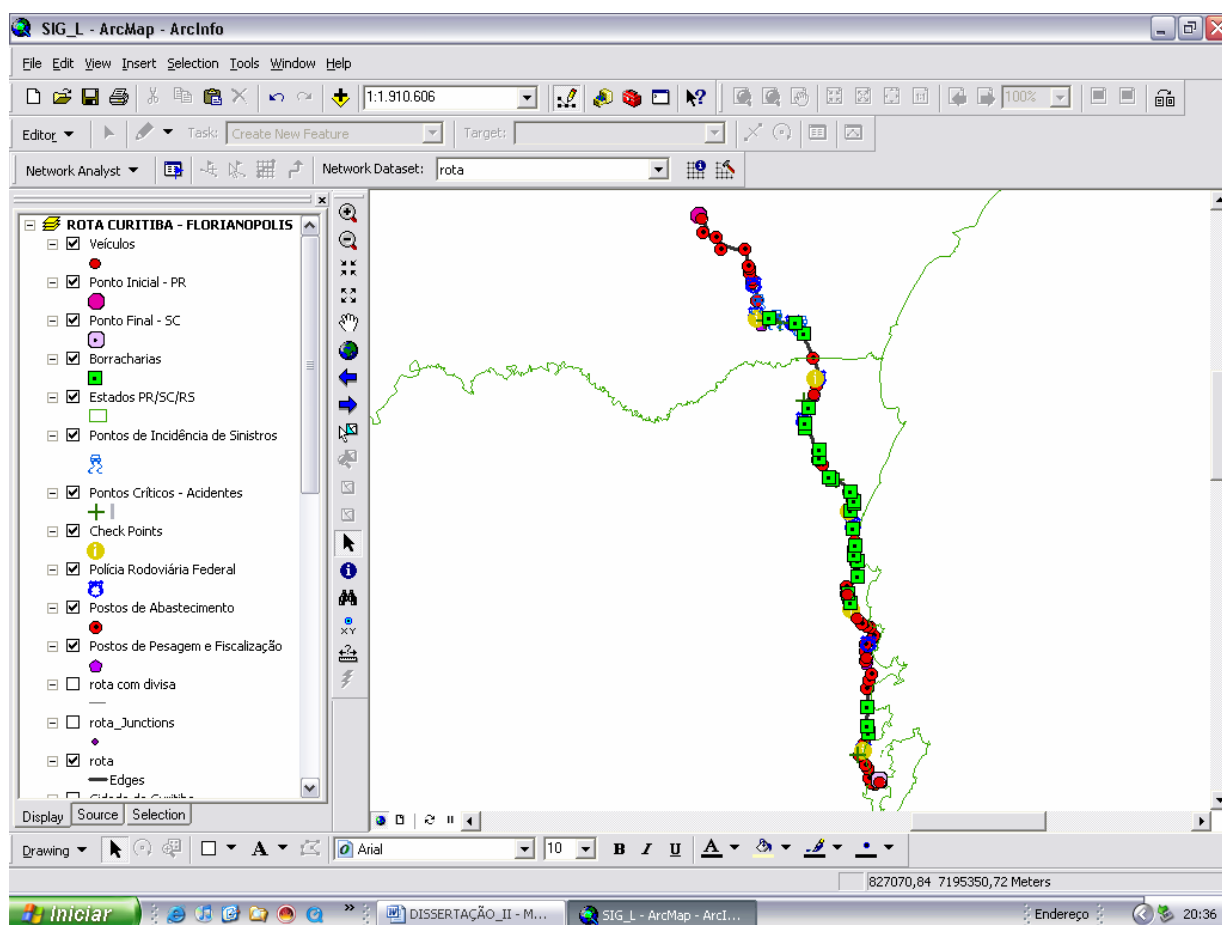 SIG_L - ArcMap - ArcInfo
File Edit View Insert Selection Tools Window Help
1:1.910.606
100%
Editor Task: Create New Feature Target:
Network Analyst Network Dataset: rota
ROTA CURITIBA - FLORIANOPOLIS
Veículos
Ponto Inicial - PR
Ponto Final - SC
Borracharias
Estados PR/SC/RS
Pontos de Incidência de Sinistros
Pontos Críticos - Acidentes
Check Points
Polícia Rodoviária Federal
Postos de Abastecimento
Postos de Pesagem e Fiscalização
rota com divisa
rota_Junctions
rota
Edges
Display Source Selection
Drawing A Arial 10 B I U A
827070,84 7195350,72 Meters
Iniciar DISSERTAÇÃO_II - M... SIG_L - ArcMap - ArcI... Endereço 20:36